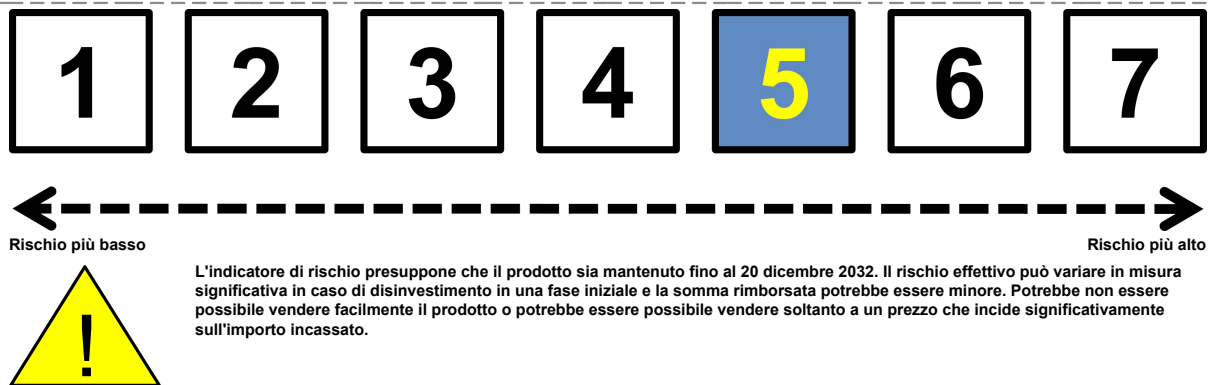 1 2 3 4 5 6 7
Rischio più basso Rischio più alto
L'indicatore di rischio presuppone che il prodotto sia mantenuto fino al 20 dicembre 2032. Il rischio effettivo può variare in misura
significativa in caso di disinvestimento in una fase iniziale e la somma rimborsata potrebbe essere minore. Potrebbe non essere
possibile vendere facilmente il prodotto o potrebbe essere possibile vendere soltanto a un prezzo che incide significativamente
sull'importo incassato.
!